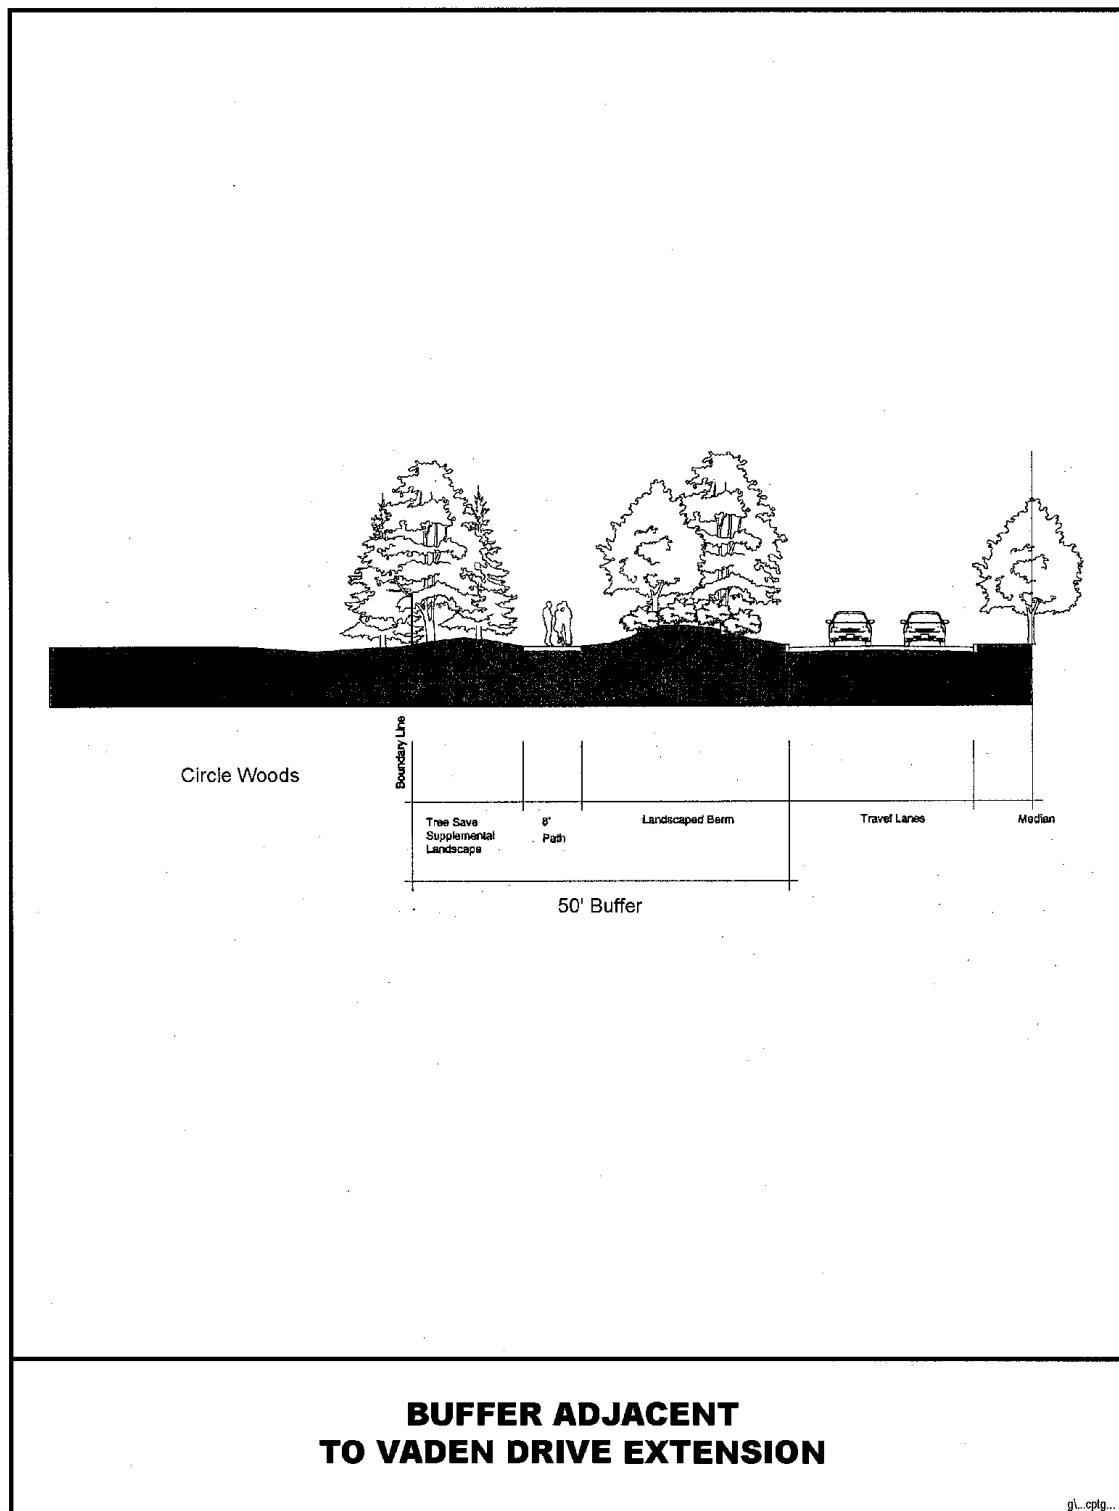 Circle Woods
Boundary Line
Tree Save
Supplemental
Landscape
8'
Path
Landscaped Berm
Travel Lanes
Median
50' Buffer
BUFFER ADJACENT
TO VADEN DRIVE EXTENSION
g\...cptg...